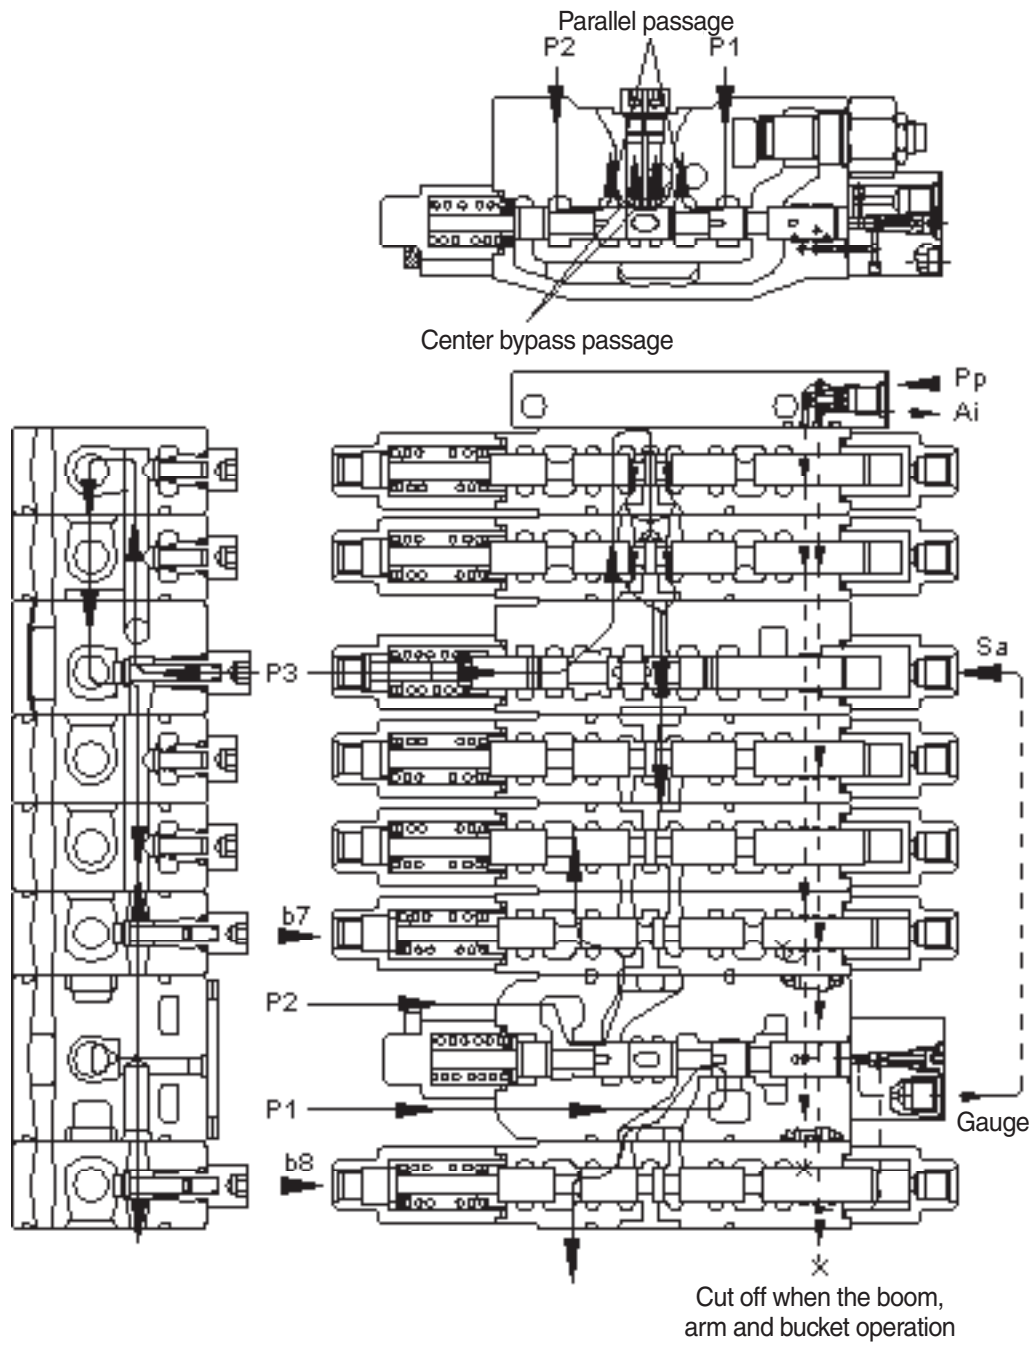 Parallel passage
P2
P1
Center bypass passage
Pp
Ai
P3
Sa
b7
P2
P1
Gauge
b8
Cut off when the boom,
arm and bucket operation